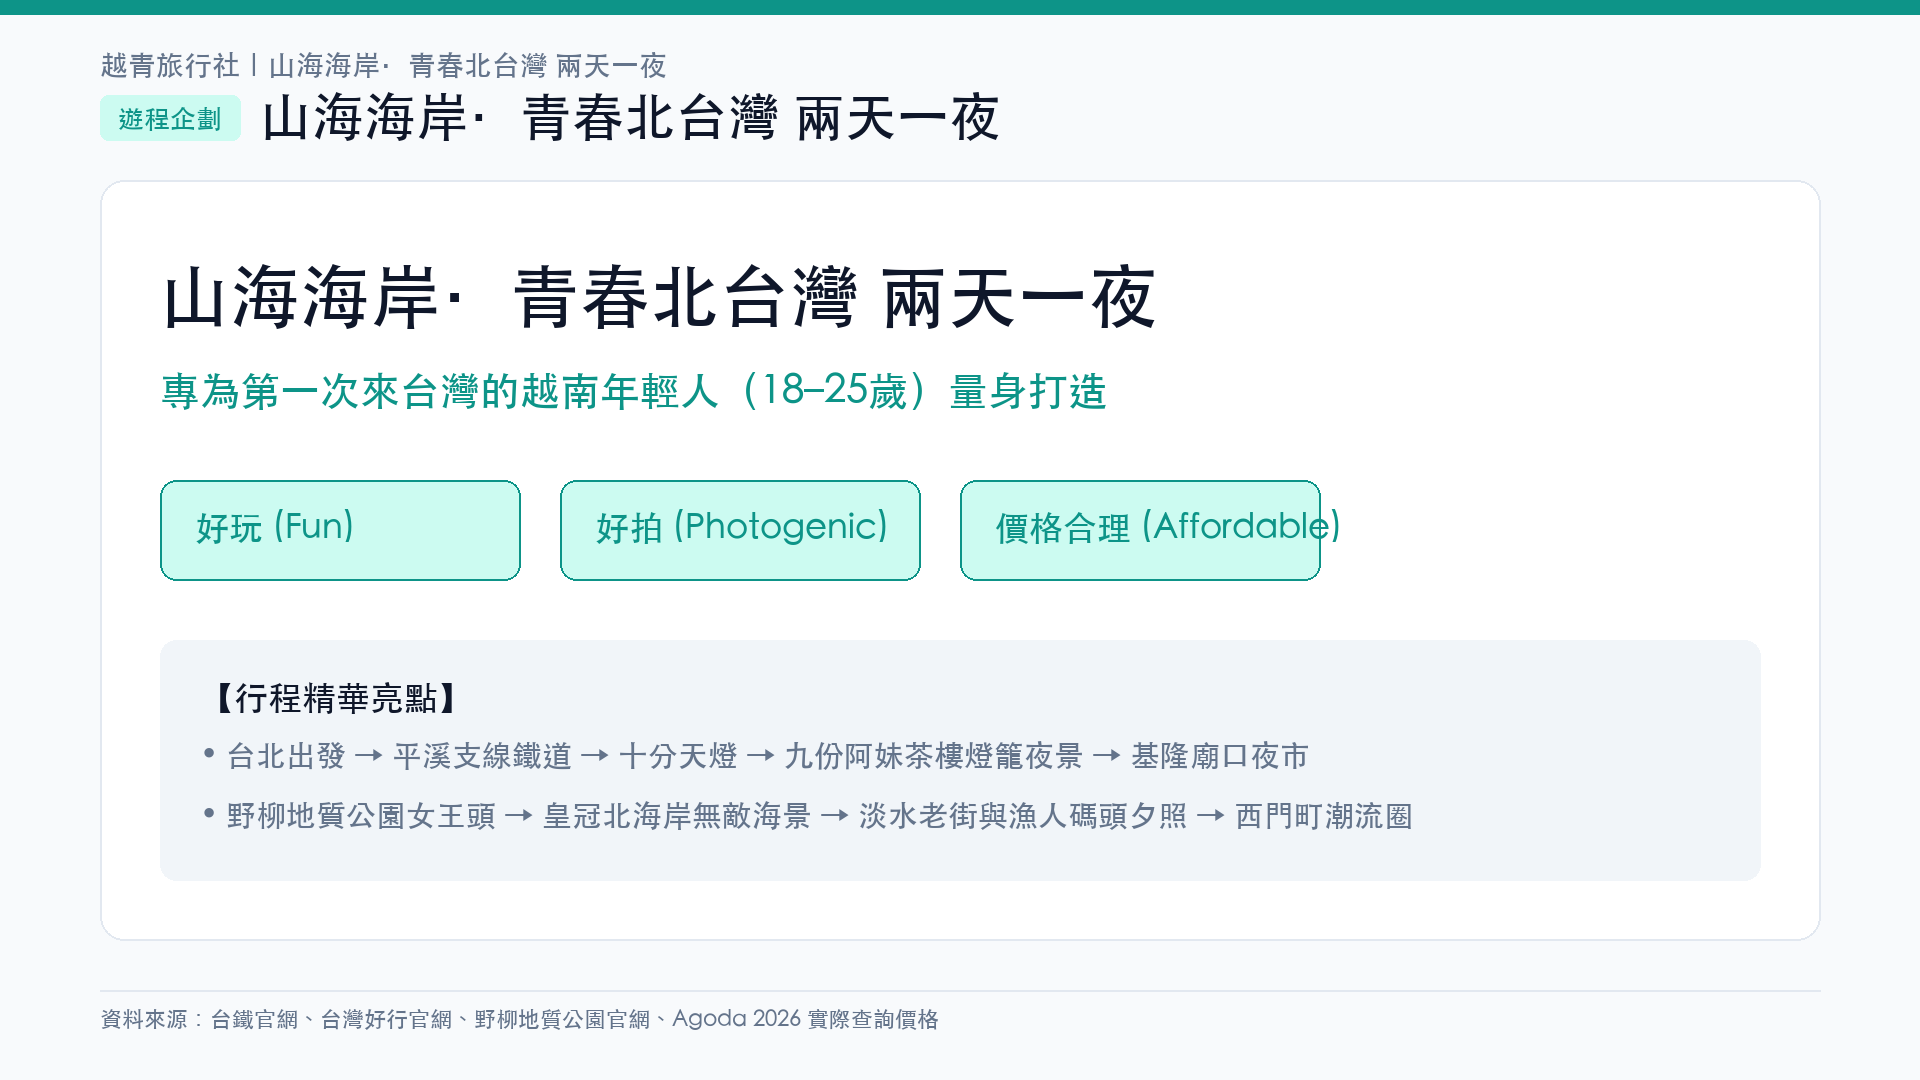 越青旅行社 | 山海海岸· 青春北台灣 兩天一夜
遊程企劃 山海海岸· 青春北台灣 兩天一夜
山海海岸· 青春北台灣 兩天一夜
專為第一次來台灣的越南年輕人（18–25歲）量身打造
好玩 (Fun) 好拍 (Photogenic) 價格合理 (Affordable)
【行程精華亮點】
• 台北出發 → 平溪支線鐵道 → 十分天燈 → 九份阿妹茶樓燈籠夜景 → 基隆廟口夜市
• 野柳地質公園女王頭 → 皇冠北海岸無敵海景 → 淡水老街與漁人碼頭夕照 → 西門町潮流圈
資料來源：台鐵官網、台灣好行官網、野柳地質公園官網、Agoda 2026 實際查詢價格